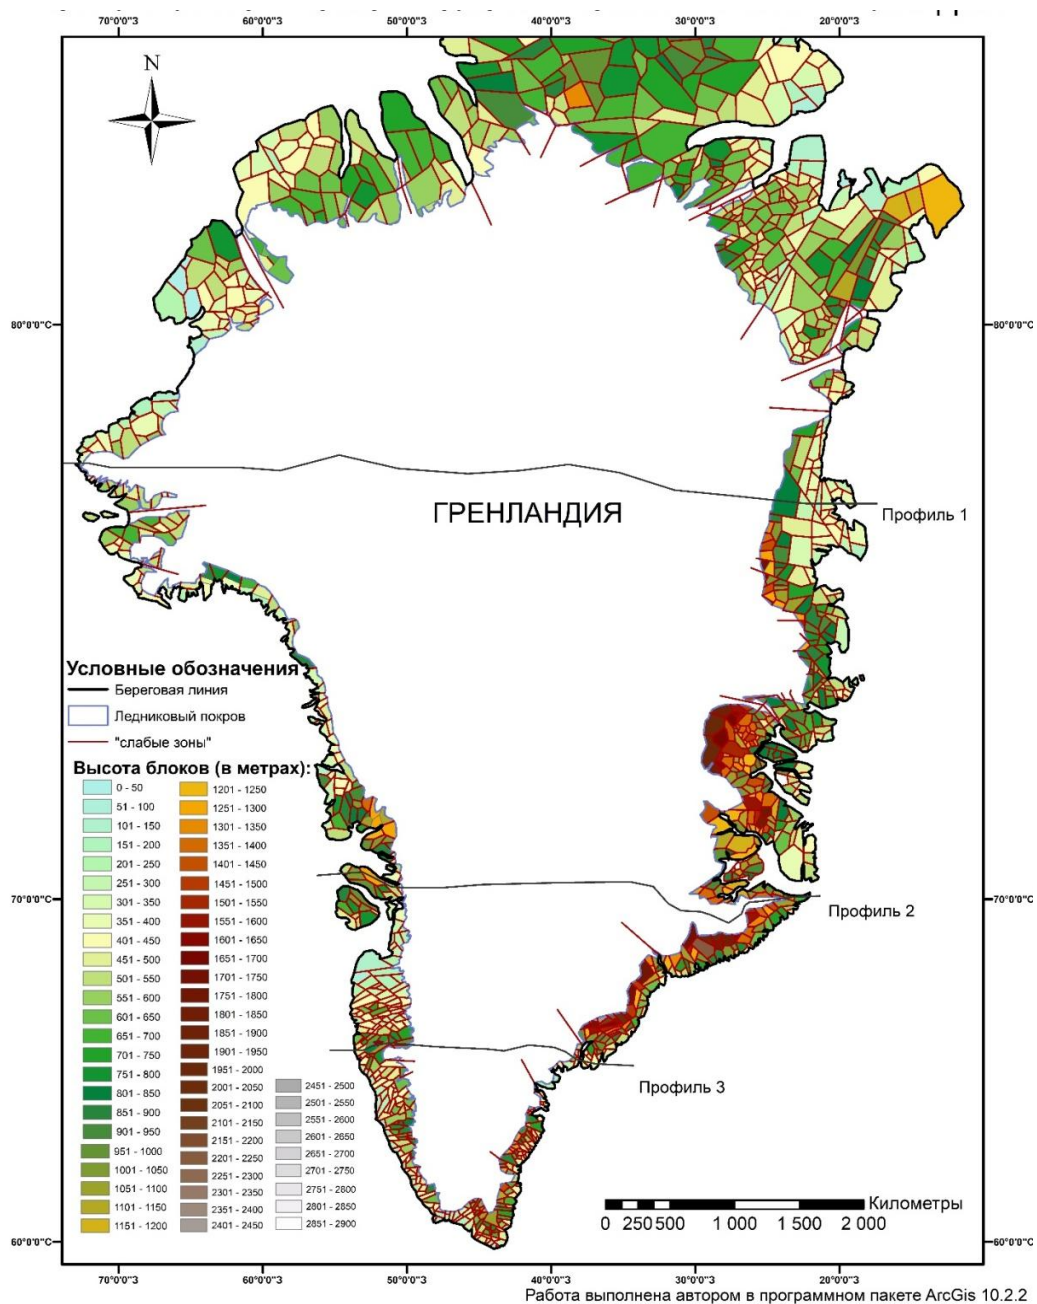 70°0'0"З 60°0'0"З 50°0'0"З 40°0'0"З 30°0'0"З 20°0'0"З
N
80°0'0"С 80°0'0"С
ГРЕНЛАНДИЯ
Профиль 1
Условные обозначения
Береговая линия
Ледниковый покров
"слабые зоны"
Высота блоков (в метрах):
0 - 50
51 - 100
101 - 150
151 - 200
201 - 250
251 - 300
301 - 350
351 - 400
401 - 450
451 - 500
501 - 550
551 - 600
601 - 650
651 - 700
701 - 750
751 - 800
801 - 850
851 - 900
901 - 950
951 - 1000
1001 - 1050
1051 - 1100
1101 - 1150
1151 - 1200
1201 - 1250
1251 - 1300
1301 - 1350
1351 - 1400
1401 - 1450
1451 - 1500
1501 - 1550
1551 - 1600
1601 - 1650
1651 - 1700
1701 - 1750
1751 - 1800
1801 - 1850
1851 - 1900
1901 - 1950
1951 - 2000
2001 - 2050
2051 - 2100
2101 - 2150
2151 - 2200
2201 - 2250
2251 - 2300
2301 - 2350
2351 - 2400
2401 - 2450
2451 - 2500
2501 - 2550
2551 - 2600
2601 - 2650
2651 - 2700
2701 - 2750
2751 - 2800
2801 - 2850
2851 - 2900
70°0'0"С 70°0'0"С
Профиль 2
Профиль 3
Километры
0 250 500 1 000 1 500 2 000
60°0'0"С 60°0'0"С
70°0'0"З 60°0'0"З 50°0'0"З 40°0'0"З 30°0'0"З 20°0'0"З
Работа выполнена автором в программном пакете ArcGis 10.2.2